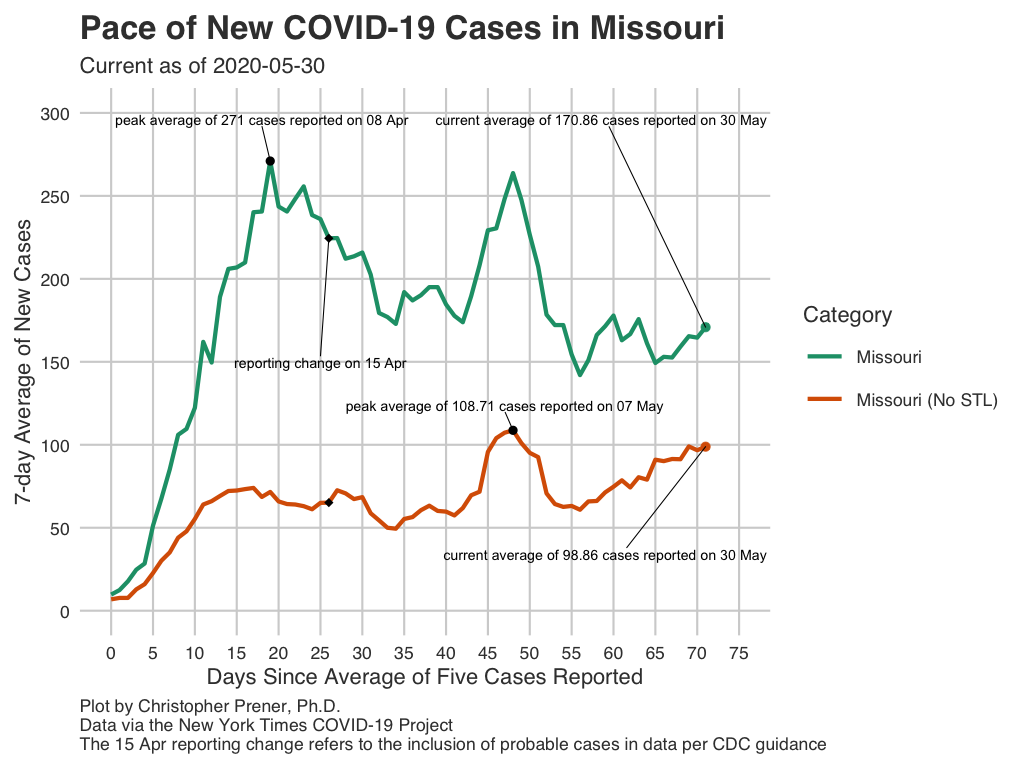 Pace of New COVID-19 Cases in Missouri
Current as of 2020-05-30
7-day Average of New Cases
300
250
200
150
100
50
0
peak average of 271 cases reported on 08 Apr
current average of 170.86 cases reported on 30 May
reporting change on 15 Apr
peak average of 108.71 cases reported on 07 May
current average of 98.86 cases reported on 30 May
0 5 10 15 20 25 30 35 40 45 50 55 60 65 70 75
Days Since Average of Five Cases Reported
Category
Missouri
Missouri (No STL)
Plot by Christopher Prener, Ph.D.
Data via the New York Times COVID-19 Project
The 15 Apr reporting change refers to the inclusion of probable cases in data per CDC guidance